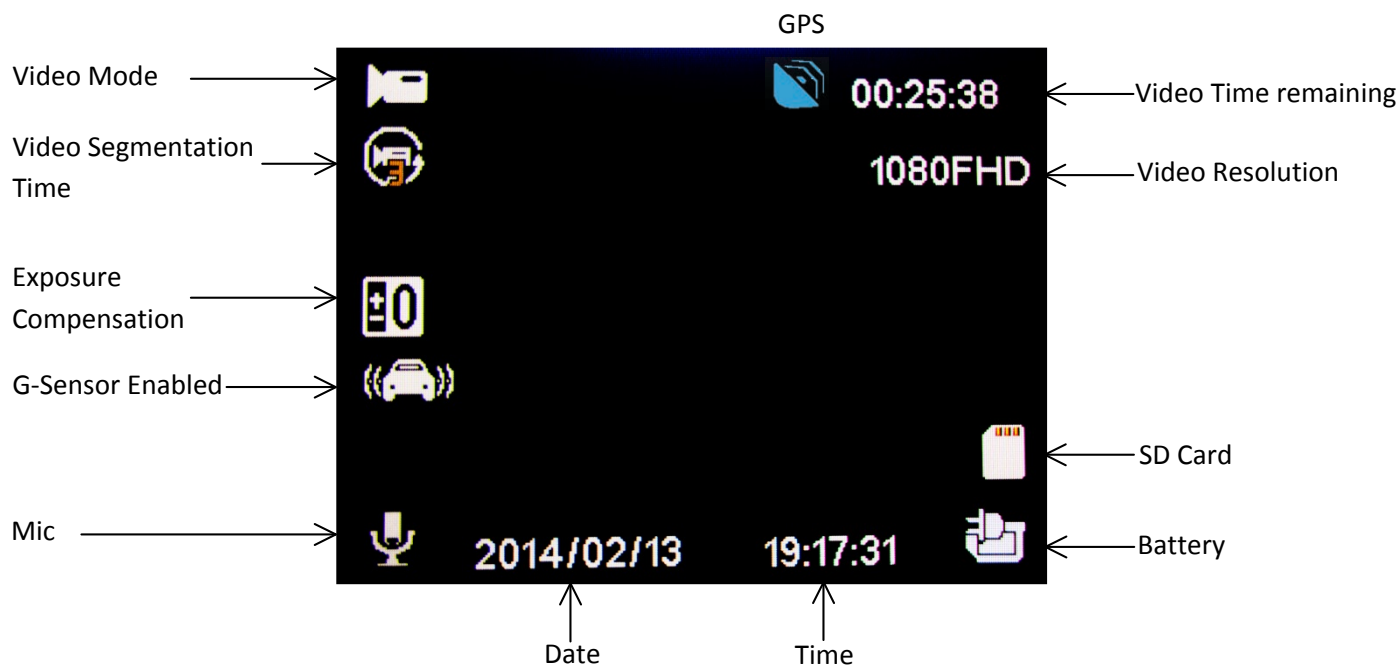 GPS
Video Mode
00:25:38
Video Time remaining
Video Segmentation
Time
3
1080FHD
Video Resolution
Exposure
Compensation
±0
G-Sensor Enabled
SD Card
Mic
2014/02/13
19:17:31
Battery
Date
Time